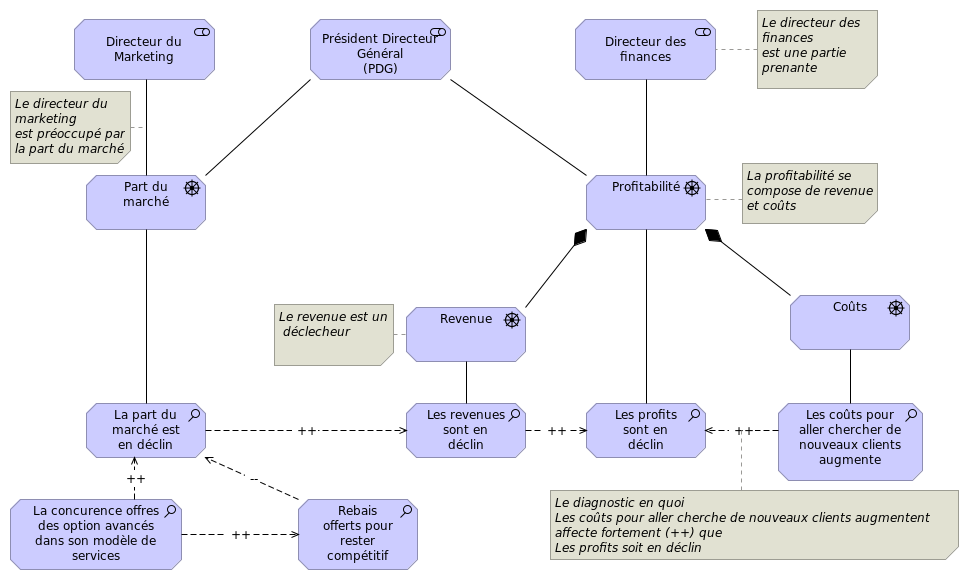 Directeur du
Marketing
Président Directeur
Général
(PDG)
Directeur des
finances
Le directeur des
finances
est une partie
prenante
Le directeur du
marketing
est préoccupé par
la part du marché
Part du
marché
Profitabilité
La profitabilité se
compose de revenue
et coûts
Le revenue est un
déclecheur
Revenue
Coûts
La part du
marché est
en déclin
++
Les revenues
sont en
déclin
++
Les profits
sont en
déclin
++
Les coûts pour
aller chercher de
nouveaux clients
augmente
++
--
La concurence offres
des option avancés
dans son modèle de
services
++
Rebais
offerts pour
rester
compétitif
Le diagnostic en quoi
Les coûts pour aller cherche de nouveaux clients augmentent
affecte fortement (++) que
Les profits soit en déclin